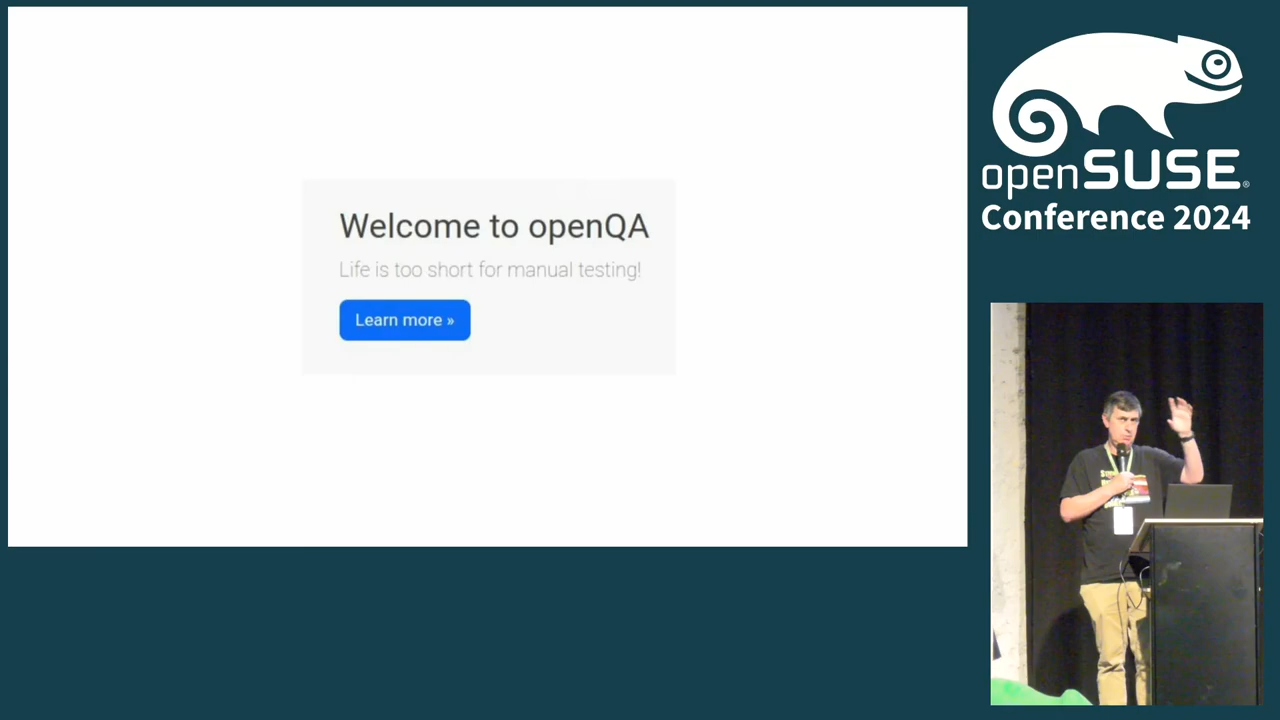 Welcome to openQA
Life is too short for manual testing!
Learn more »
openSUSE®
Conference 2024